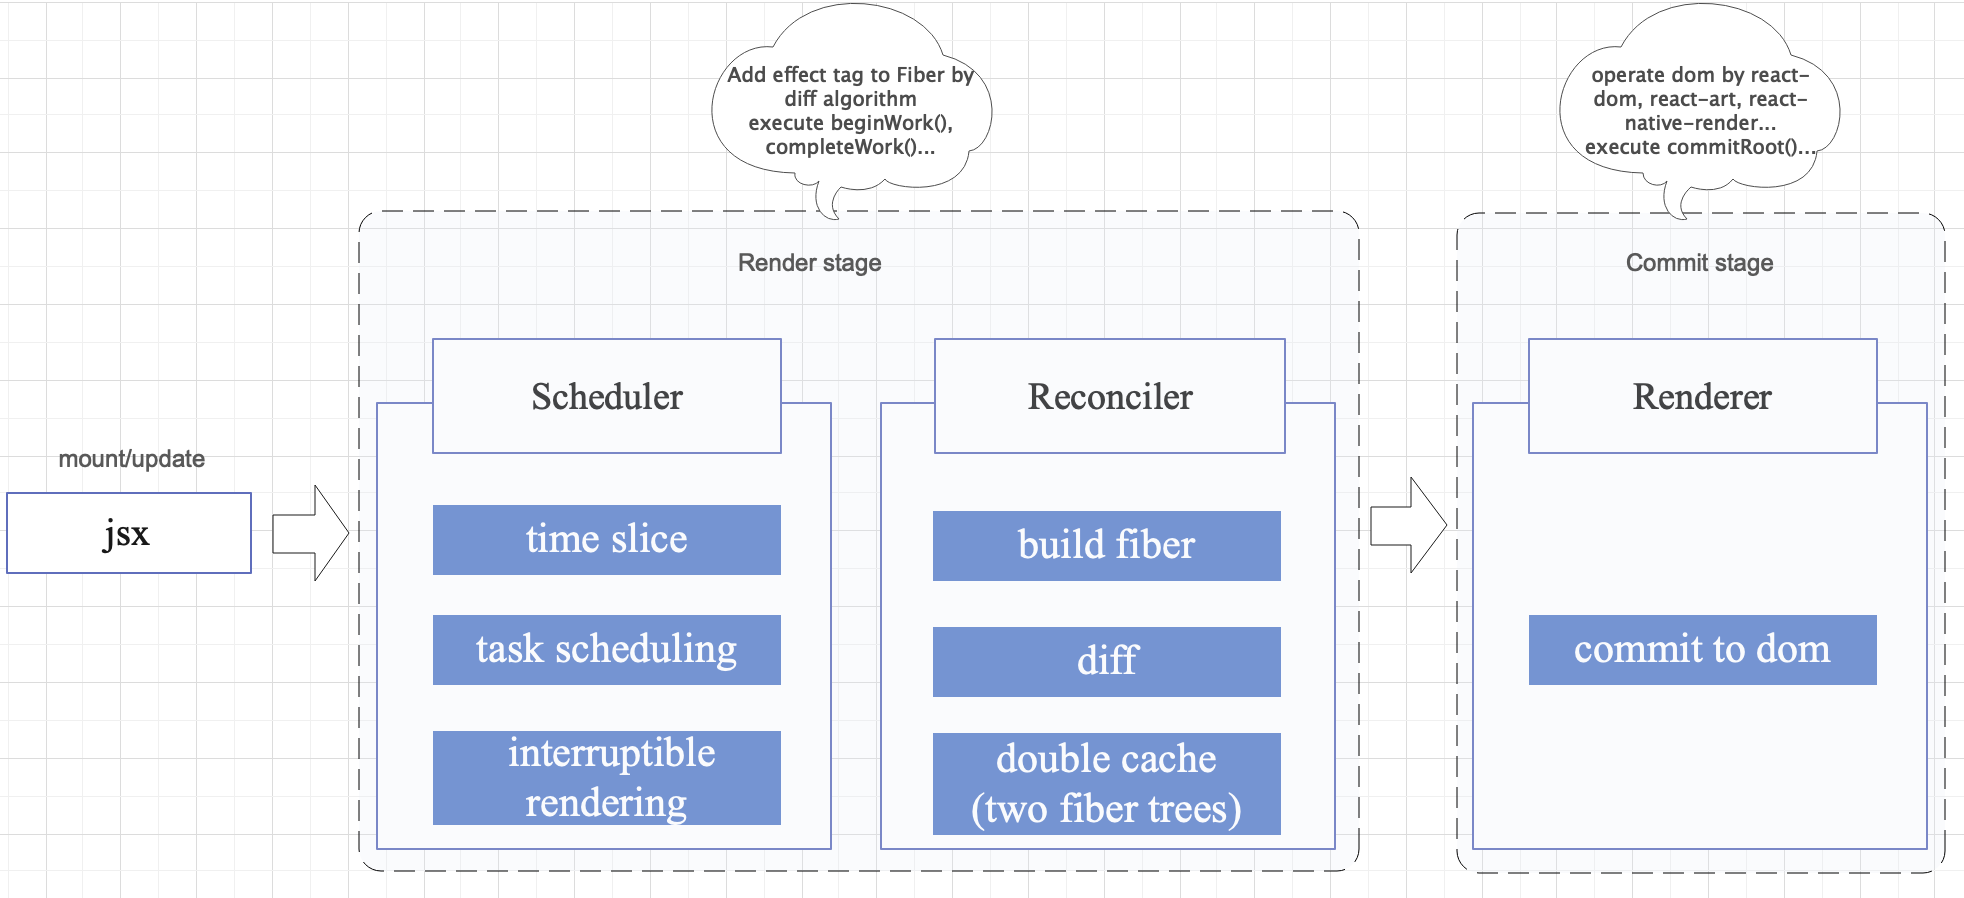 Add effect tag to Fiber by
diff algorithm
execute beginWork(),
completeWork()...
operate dom by react-
dom, react-art, react-
native-render...
execute commitRoot()...
Render stage
Commit stage
Scheduler
Reconciler
Renderer
mount/update
jsx
time slice
task scheduling
interruptible
rendering
build fiber
diff
double cache
(two fiber trees)
commit to dom